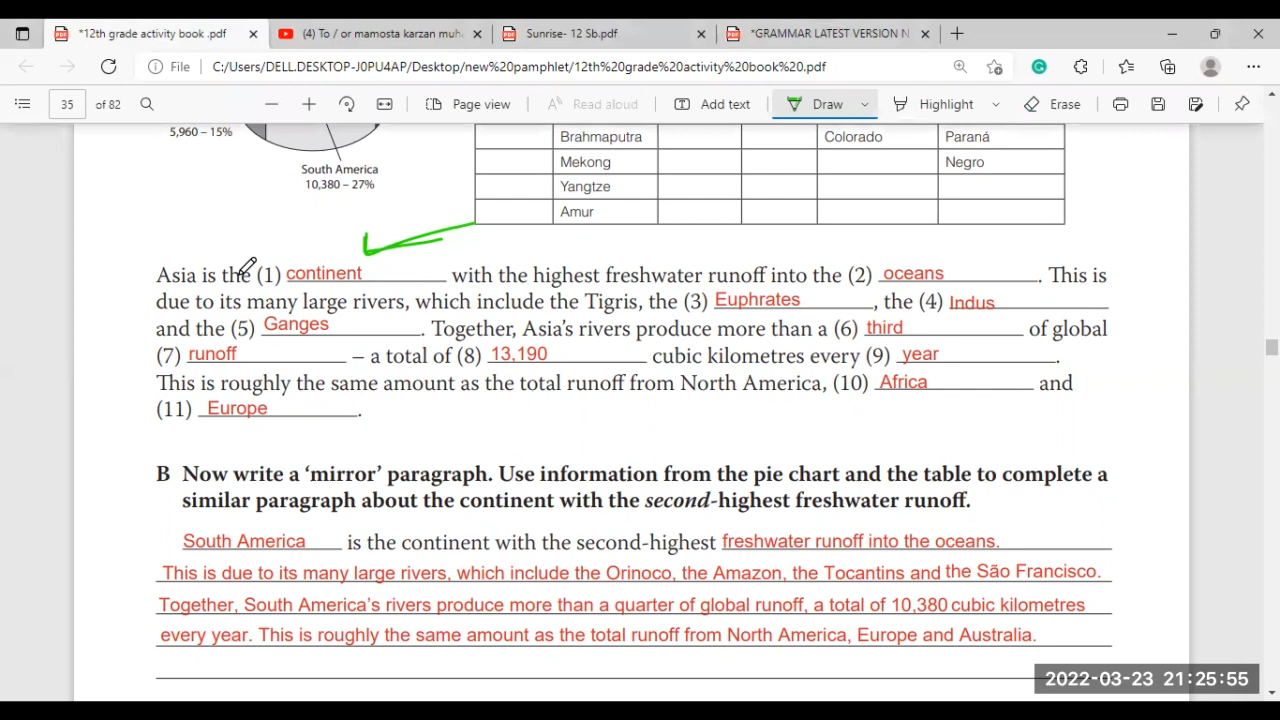 *12th grade activity book .pdf
(4) To / or mamosta karzan muh
Sunrise- 12 Sb.pdf
*GRAMMAR LATEST VERSION N
File C:/Users/DELL.DESKTOP-J0PU4AP/Desktop/new%20pamphlet/12th%20grade%20activity%20book%20.pdf
35 of 82 Page view Read aloud Add text Draw Highlight Erase
5,960 – 15%
South America
10,380 – 27%
Brahmaputra Colorado Paraná
Mekong Negro
Yangtze
Amur
Asia is the (1) continent with the highest freshwater runoff into the (2) oceans. This is
due to its many large rivers, which include the Tigris, the (3) Euphrates, the (4) Indus
and the (5) Ganges. Together, Asia's rivers produce more than a (6) third of global
(7) runoff – a total of (8) 13,190 cubic kilometres every (9) year.
This is roughly the same amount as the total runoff from North America, (10) Africa and
(11) Europe.
B Now write a 'mirror' paragraph. Use information from the pie chart and the table to complete a
similar paragraph about the continent with the second-highest freshwater runoff.
South America is the continent with the second-highest freshwater runoff into the oceans.
This is due to its many large rivers, which include the Orinoco, the Amazon, the Tocantins and the São Francisco.
Together, South America's rivers produce more than a quarter of global runoff, a total of 10,380 cubic kilometres
every year. This is roughly the same amount as the total runoff from North America, Europe and Australia.
2022-03-23 21:25:55